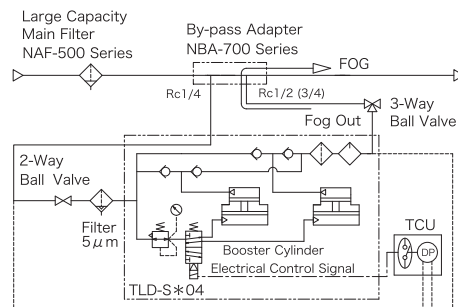 Large Capacity
Main Filter
NAF-500 Series
By-pass Adapter
NBA-700 Series
FOG
Rc1/4
Rc1/2 (3/4)
Fog Out
3-Way
Ball Valve
2-Way
Ball Valve
Filter
5μm
TCU
DP
Booster Cylinder
Electrical Control Signal
TLD-S＊04